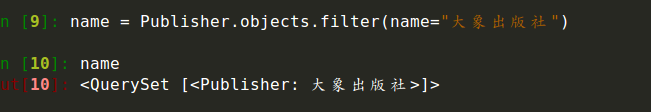 n [9]: name = Publisher.objects.filter(name="大象出版社")
n [10]: name
ut[10]: <QuerySet [<Publisher: 大象出版社>]>